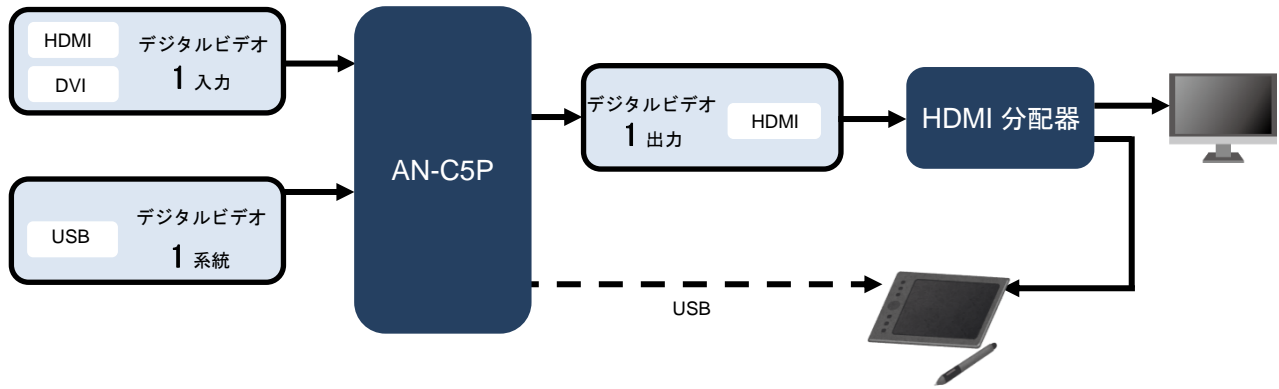 HDMI
DVI
デジタルビデオ
1 入力
USB
デジタルビデオ
1 系統
AN-C5P
デジタルビデオ
1 出力
HDMI
HDMI 分配器
USB